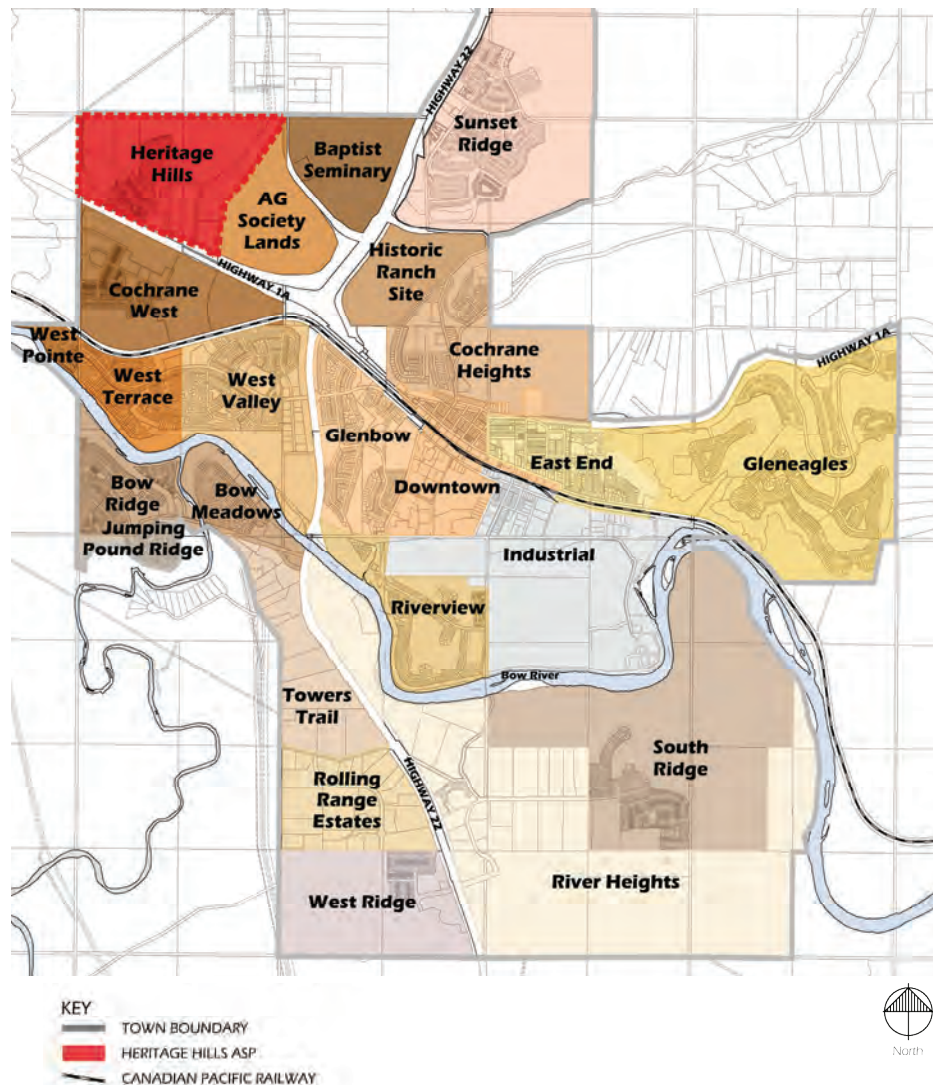 HIGHWAY 22
Sunset
Ridge
Heritage
Hills
Baptist
Seminary
AG
Society
Lands
Historic
Ranch
Site
HIGHWAY 1A
Cochrane
West
West
Pointe
West
Terrace
West
Valley
Cochrane
Heights
HIGHWAY 1A
Glenbow
East End
Gleneagles
Downtown
Bow
Ridge
Jumping
Pound Ridge
Bow
Meadows
Industrial
Riverview
Bow River
Towers
Trail
South
Ridge
HIGHWAY 22
Rolling
Range
Estates
West Ridge
River Heights
KEY
TOWN BOUNDARY
HERITAGE HILLS ASP
CANADIAN PACIFIC RAILWAY
North